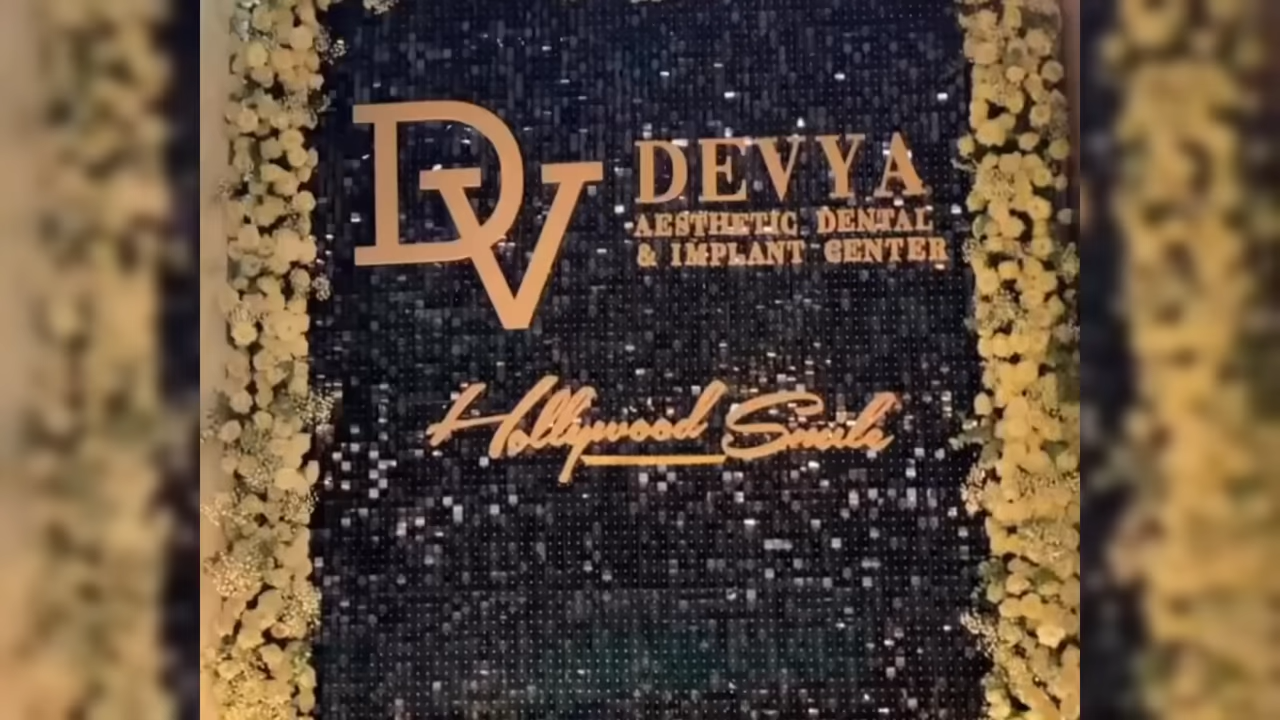 DV
DEVYA
AESTHETIC DENTAL
& IMPLANT CENTER
Hollywood Smile